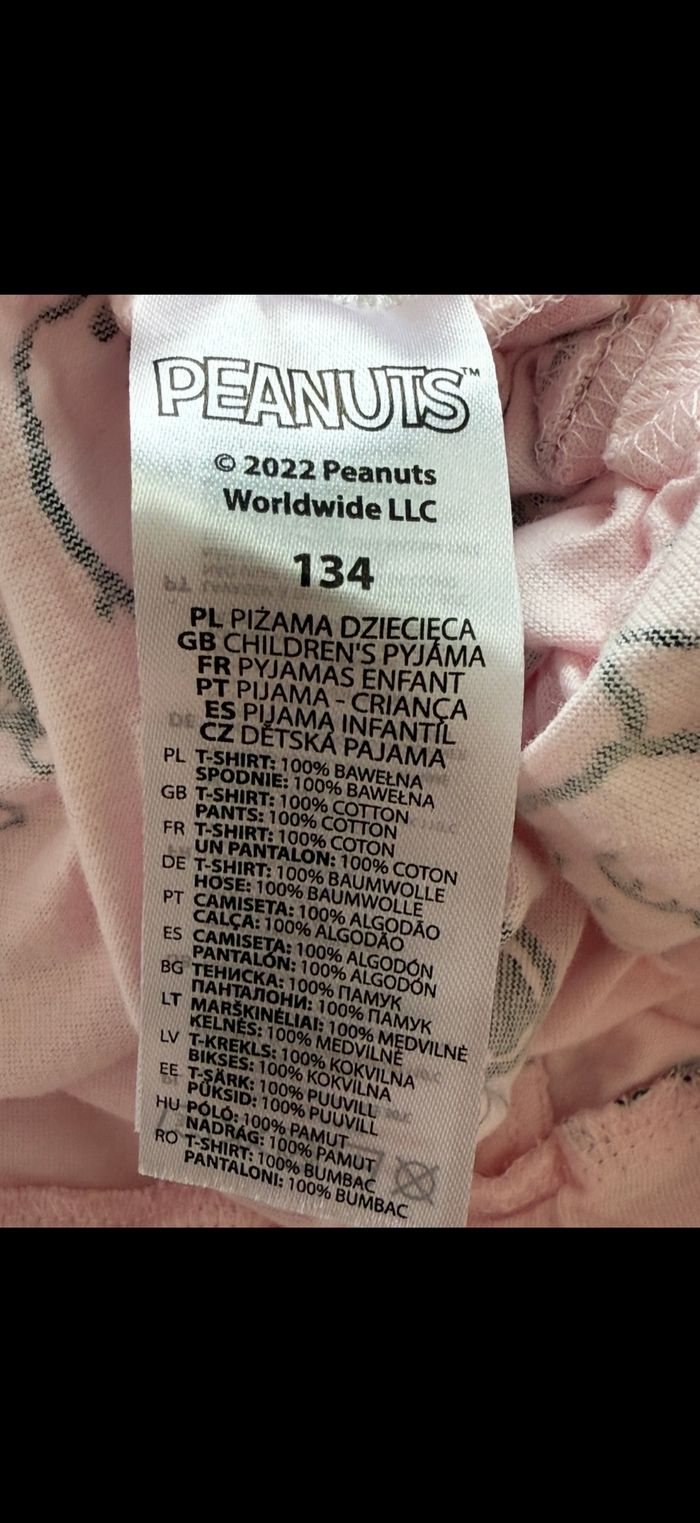 PEANUTS™
© 2022 Peanuts
Worldwide LLC
134
PL PIŻAMA DZIECIĘCA
GB CHILDREN'S PYJAMA
FR PYJAMAS ENFANT
PT PIJAMA - CRIANÇA
ES PIJAMA INFANTIL
CZ DĚTSKÁ PAJAMA
PL T-SHIRT: 100% BAWEŁNA
SPODNIE: 100% BAWEŁNA
GB T-SHIRT: 100% COTTON
PANTS: 100% COTTON
FR T-SHIRT: 100% COTON
UN PANTALON: 100% COTON
DE T-SHIRT: 100% BAUMWOLLE
HOSE: 100% BAUMWOLLE
PT CAMISETA: 100% ALGODÃO
CALÇA: 100% ALGODÃO
ES CAMISETA: 100% ALGODÓN
PANTALÓN: 100% ALGODÓN
BG ТЕНИСКА: 100% ПАМУК
ПАНТАЛОНИ: 100% ПАМУК
LT MARŠKINĖLIAI: 100% MEDVILNĖ
KELNĖS: 100% MEDVILNĖ
LV T-KREKLS: 100% KOKVILNA
BIKSES: 100% KOKVILNA
EE T-SÄRK: 100% PUUVILL
PÜKSID: 100% PUUVILL
HU PÓLÓ: 100% PAMUT
NADRÁG: 100% PAMUT
RO T-SHIRT: 100% BUMBAC
PANTALONI: 100% BUMBAC